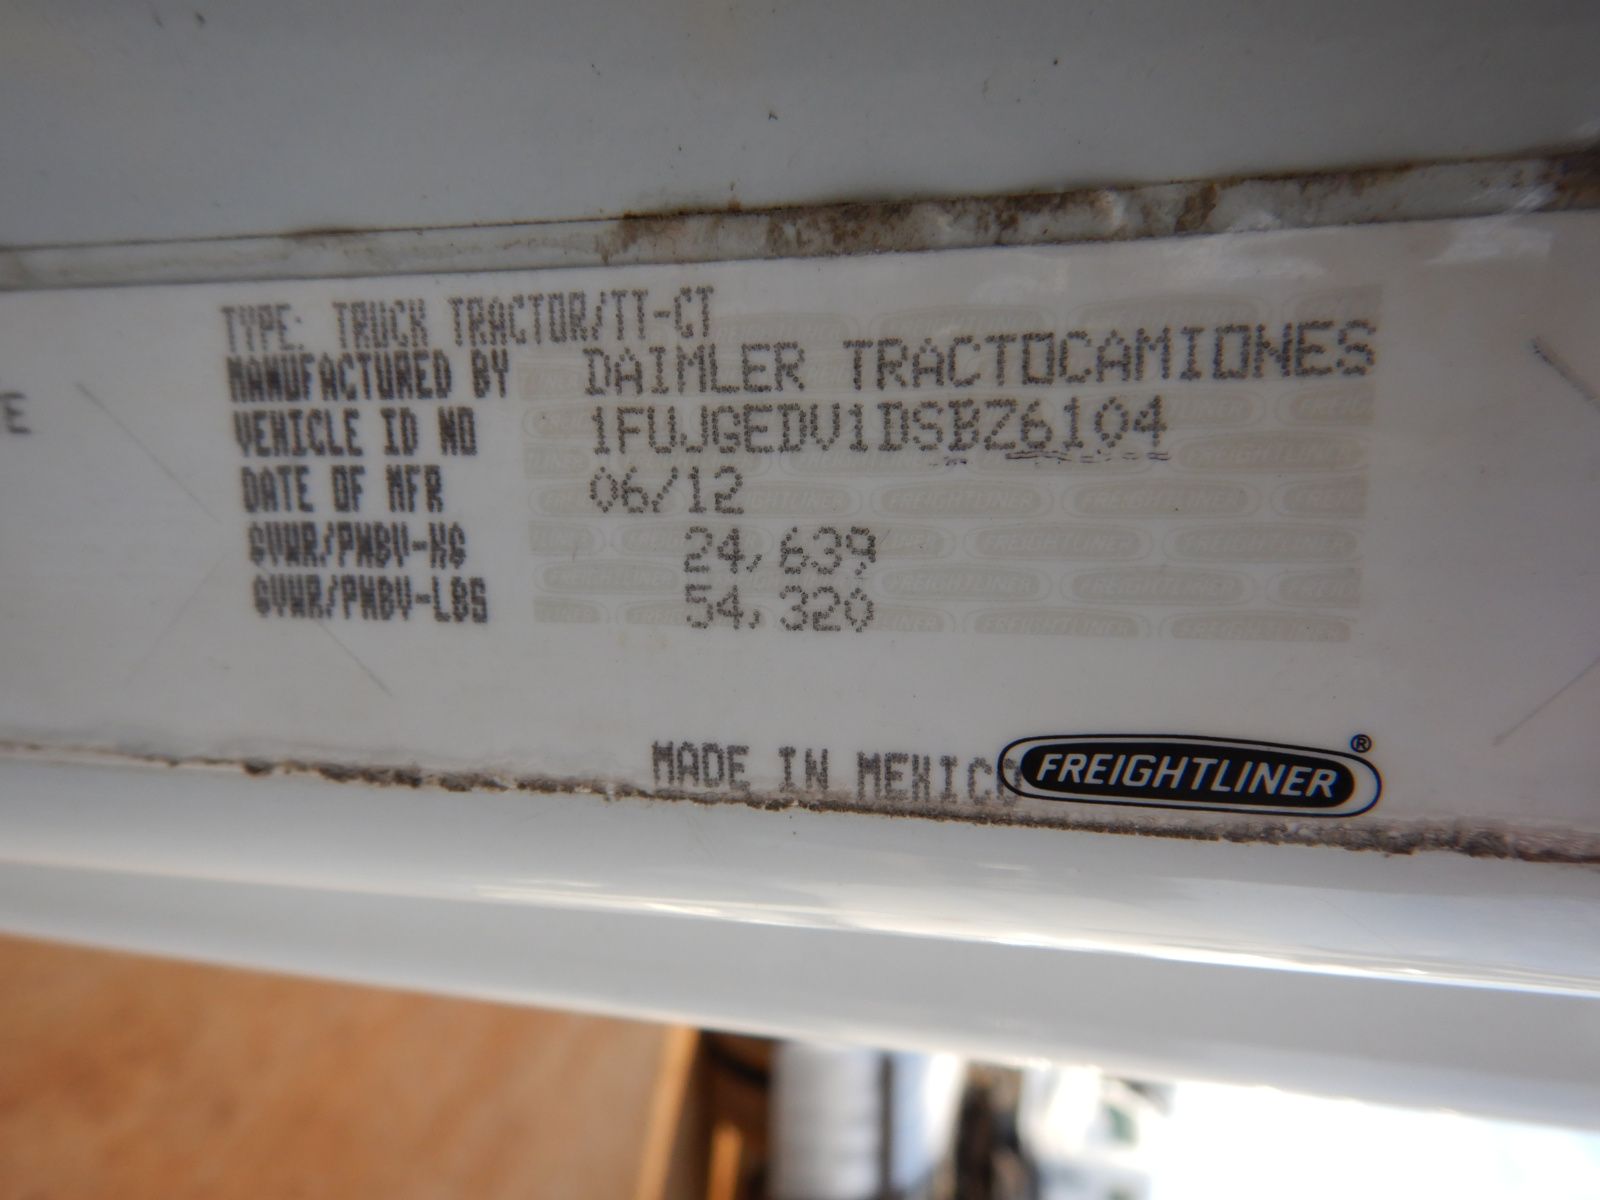 TYPE: TRUCK TRACTOR/TT-CT
MANUFACTURED BY DAIMLER TRACTOCAMIONES
VEHICLE ID NO 1FUJGEDV1DSBZ6104
DATE OF MFR 06/12
GVWR/PNBV-KG 24,639
GVWR/PNBV-LBS 54,320
MADE IN MEXICO
FREIGHTLINER®